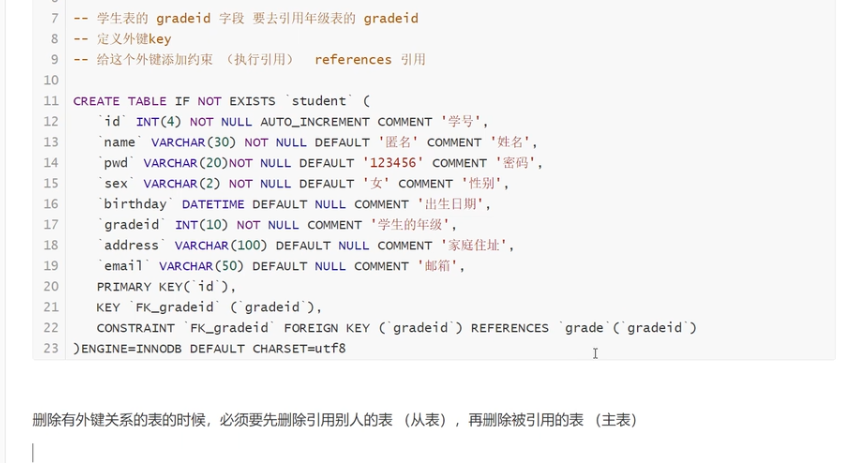 7 -- 学生表的 gradeid 字段 要去引用年级表的 gradeid
8 -- 定义外键key
9 -- 给这个外键添加约束 （执行引用） references 引用
10
11 CREATE TABLE IF NOT EXISTS `student` (
12 `id` INT(4) NOT NULL AUTO_INCREMENT COMMENT '学号',
13 `name` VARCHAR(30) NOT NULL DEFAULT '匿名' COMMENT '姓名',
14 `pwd` VARCHAR(20)NOT NULL DEFAULT '123456' COMMENT '密码',
15 `sex` VARCHAR(2) NOT NULL DEFAULT '女' COMMENT '性别',
16 `birthday` DATETIME DEFAULT NULL COMMENT '出生日期',
17 `gradeid` INT(10) NOT NULL COMMENT '学生的年级',
18 `address` VARCHAR(100) DEFAULT NULL COMMENT '家庭住址',
19 `email` VARCHAR(50) DEFAULT NULL COMMENT '邮箱',
20 PRIMARY KEY(`id`),
21 KEY `FK_gradeid` (`gradeid`),
22 CONSTRAINT `FK_gradeid` FOREIGN KEY (`gradeid`) REFERENCES `grade`(`gradeid`)
23 )ENGINE=INNODB DEFAULT CHARSET=utf8
删除有外键关系的表的时候，必须要先删除引用别人的表 （从表），再删除被引用的表 （主表）